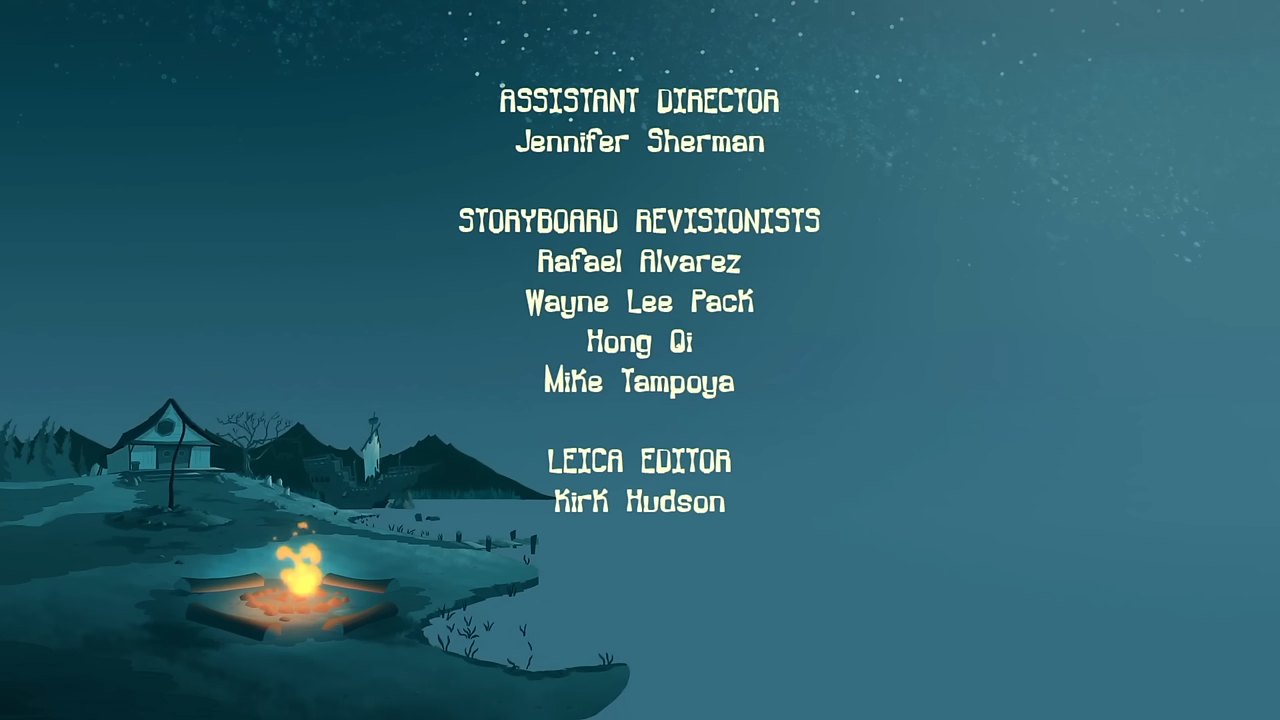 ASSISTANT DIRECTOR
Jennifer Sherman
STORYBOARD REVISIONISTS
Rafael Alvarez
Wayne Lee Pack
Hong Qi
Mike Tampoya
LEICA EDITOR
Kirk Hudson